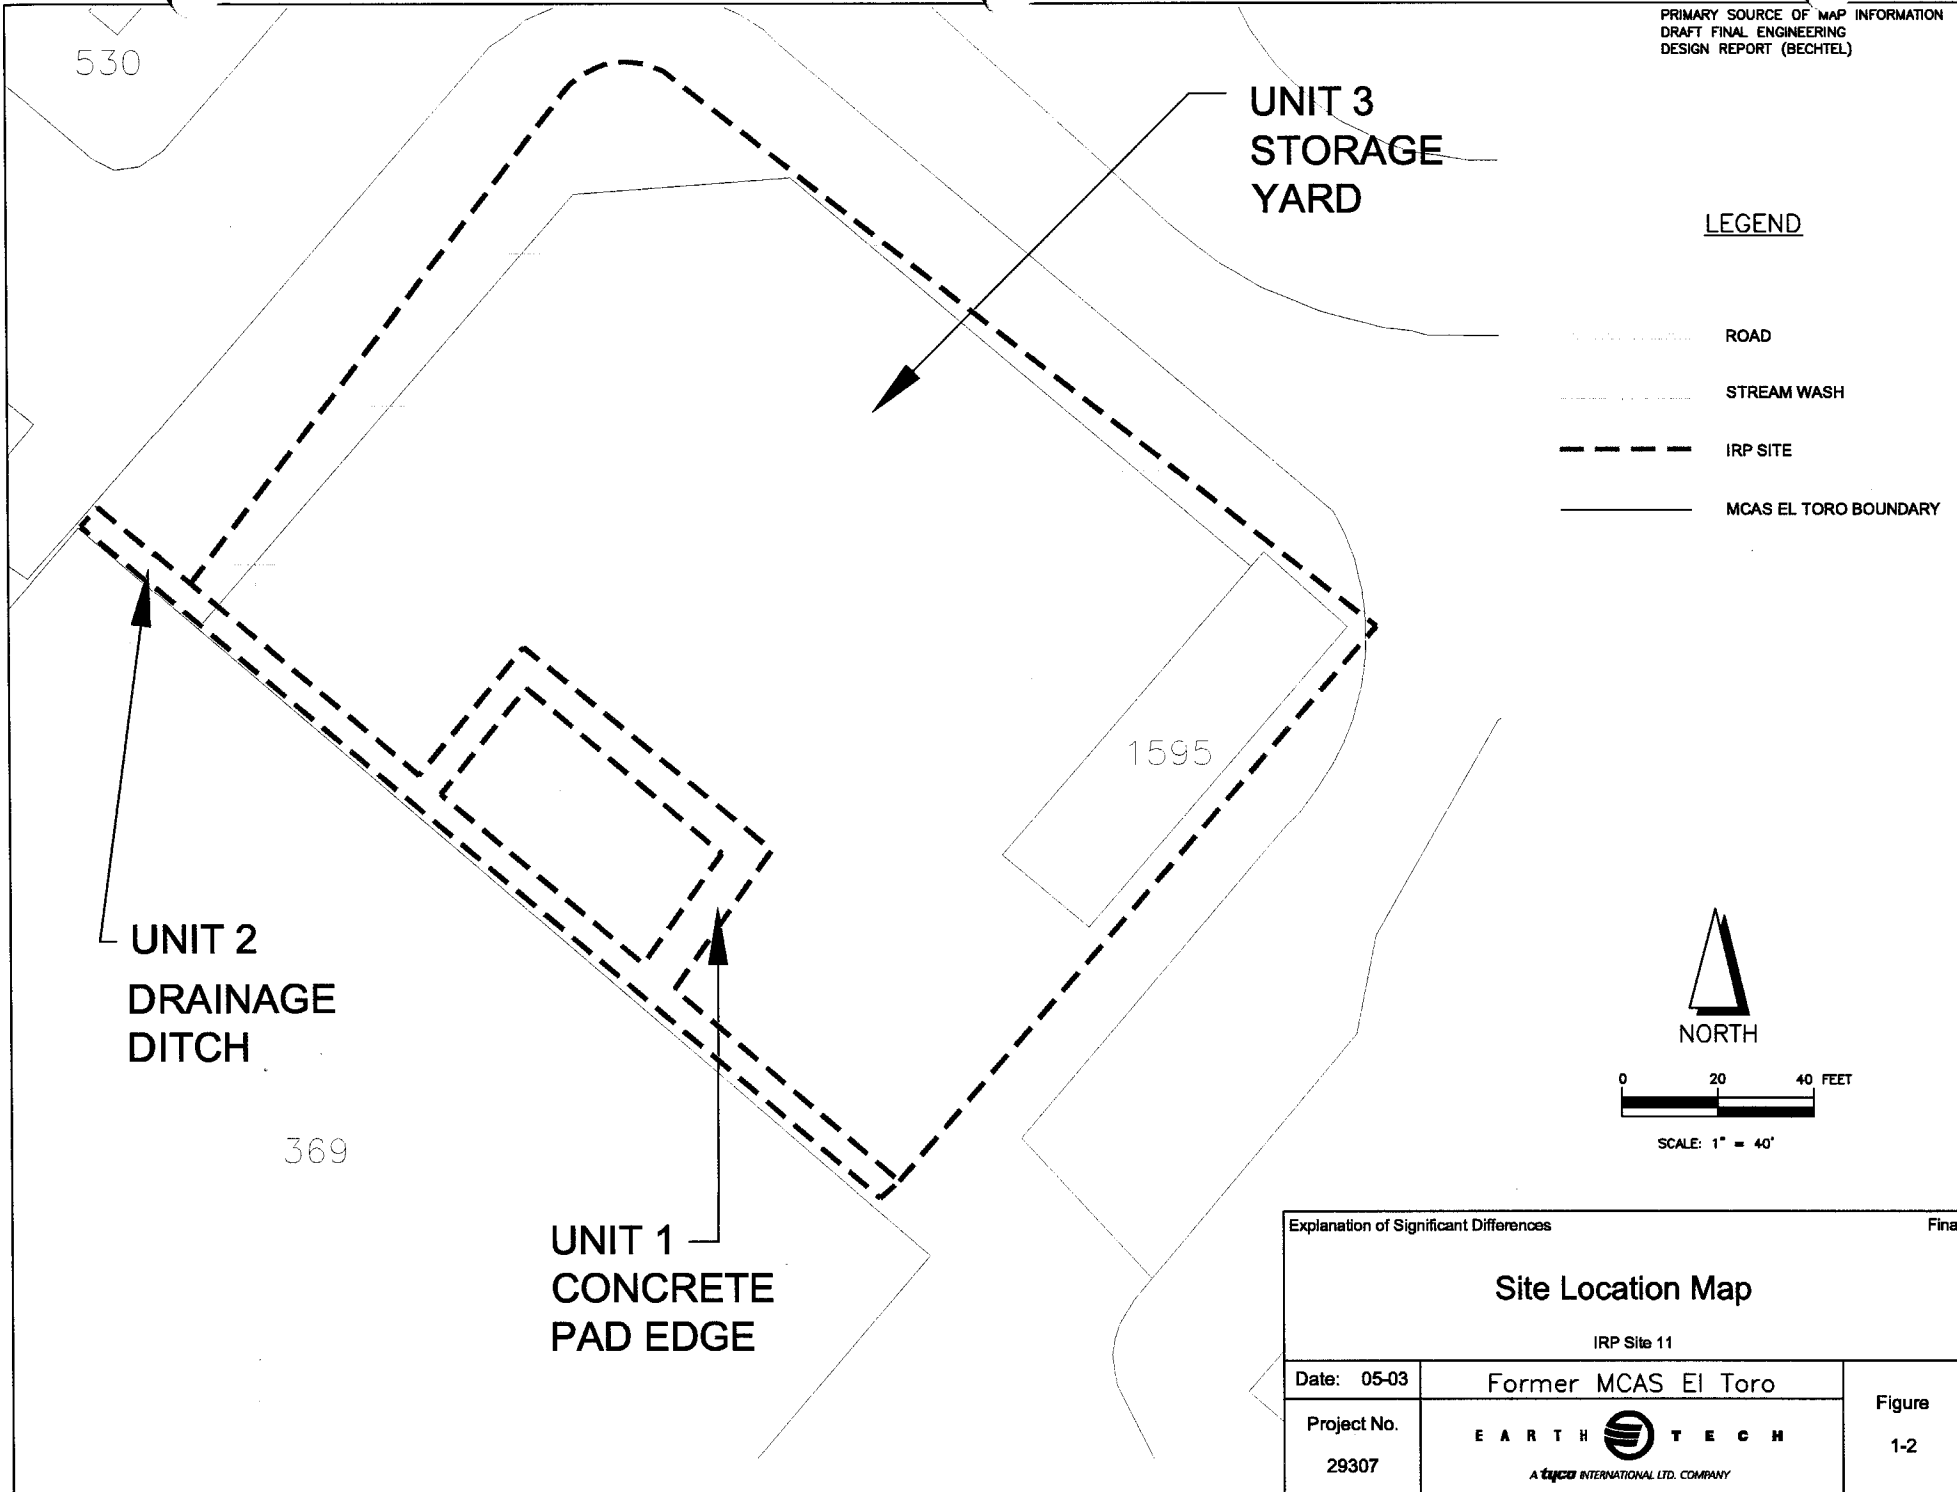 PRIMARY SOURCE OF MAP INFORMATION
DRAFT FINAL ENGINEERING
DESIGN REPORT (BECHTEL)
530
UNIT 3
STORAGE
YARD
LEGEND
ROAD
STREAM WASH
IRP SITE
MCAS EL TORO BOUNDARY
1595
UNIT 2
DRAINAGE
DITCH
369
UNIT 1
CONCRETE
PAD EDGE
NORTH
0 20 40 FEET
SCALE: 1" = 40'
Explanation of Significant Differences Fina
Site Location Map
IRP Site 11
Date: 05-03
Former MCAS El Toro
Project No.
29307
EARTH TECH
A tyco INTERNATIONAL LTD. COMPANY
Figure
1-2